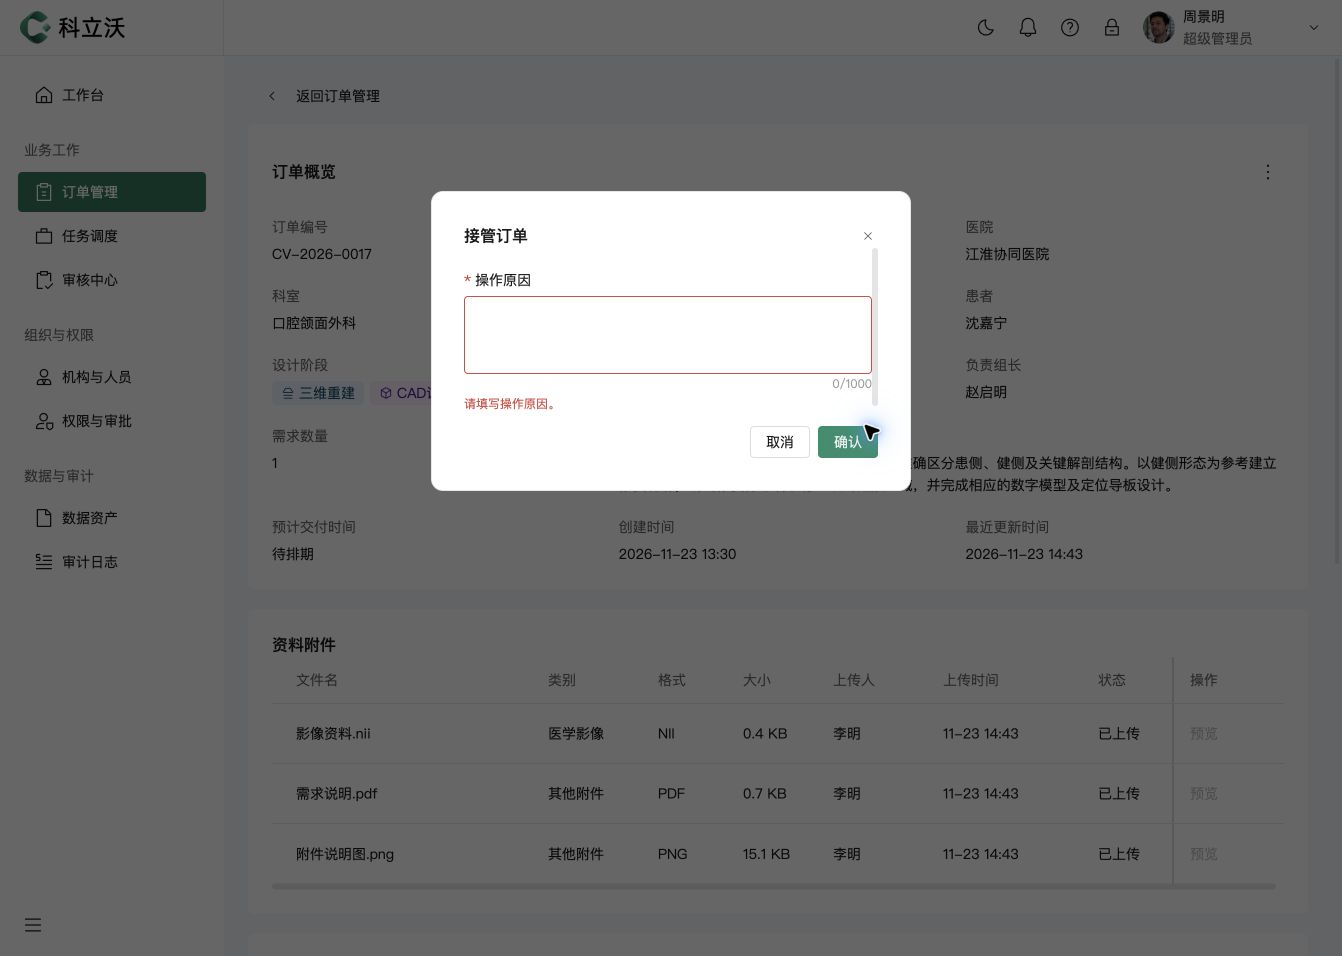 科立沃
周景明
超级管理员
工作台
返回订单管理
业务工作
订单管理
任务调度
审核中心
组织与权限
机构与人员
权限与审批
数据与审计
数据资产
审计日志
订单概览
订单编号
医院
CV-2026-0017
江淮协同医院
科室
患者
口腔颌面外科
沈嘉宁
设计阶段
负责组长
三维重建
赵启明
需求数量
1
确区分患侧、健侧及关键解剖结构。以健侧形态为参考建立
，并完成相应的数字模型及定位导板设计。
预计交付时间 创建时间 最近更新时间
待排期 2026-11-23 13:30 2026-11-23 14:43
接管订单
* 操作原因
0/1000
请填写操作原因。
取消 确认
资料附件
文件名 类别 格式 大小 上传人 上传时间 状态 操作
影像资料.nii 医学影像 NII 0.4 KB 李明 11-23 14:43 已上传 预览
需求说明.pdf 其他附件 PDF 0.7 KB 李明 11-23 14:43 已上传 预览
附件说明图.png 其他附件 PNG 15.1 KB 李明 11-23 14:43 已上传 预览